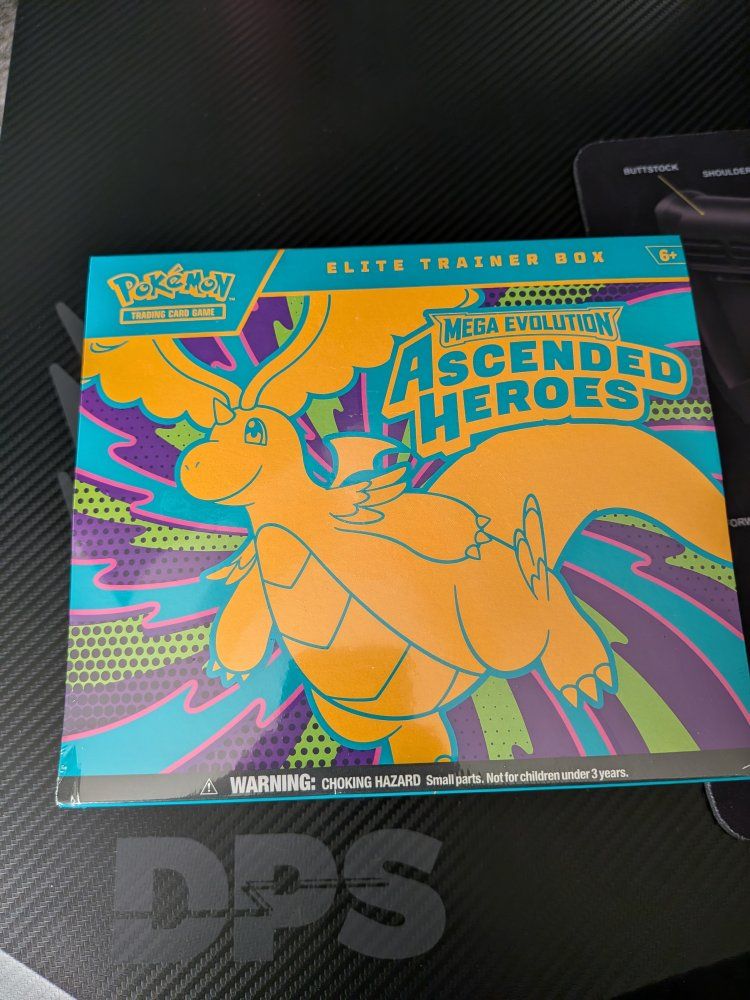 BUTTSTOCK
SHOULDER
POKéMON™
TRADING CARD GAME
ELITE TRAINER BOX
6+
MEGA EVOLUTION
ASCENDED
HEROES
WARNING: CHOKING HAZARD Small parts. Not for children under 3 years.
DPS